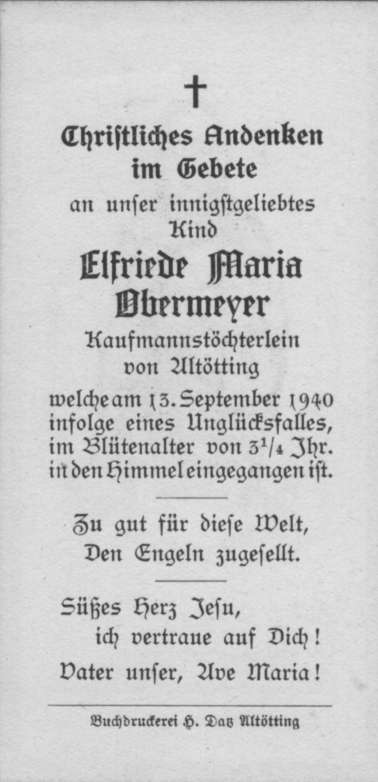 Christliches Andenken
im Gebete
an unser innigstgeliebtes
Kind
Elfriede Maria
Obermeyer
Kaufmannstöchterlein
von Altötting
welche am 13. September 1940
infolge eines Unglücksfalles,
im Blütenalter von 3¼ Jhr.
in den Himmel eingegangen ist.
Zu gut für diese Welt,
Den Engeln zugesellt.
Süßes Herz Jesu,
ich vertraue auf Dich!
Vater unser, Ave Maria!
Buchdruckerei H. Datz Altötting